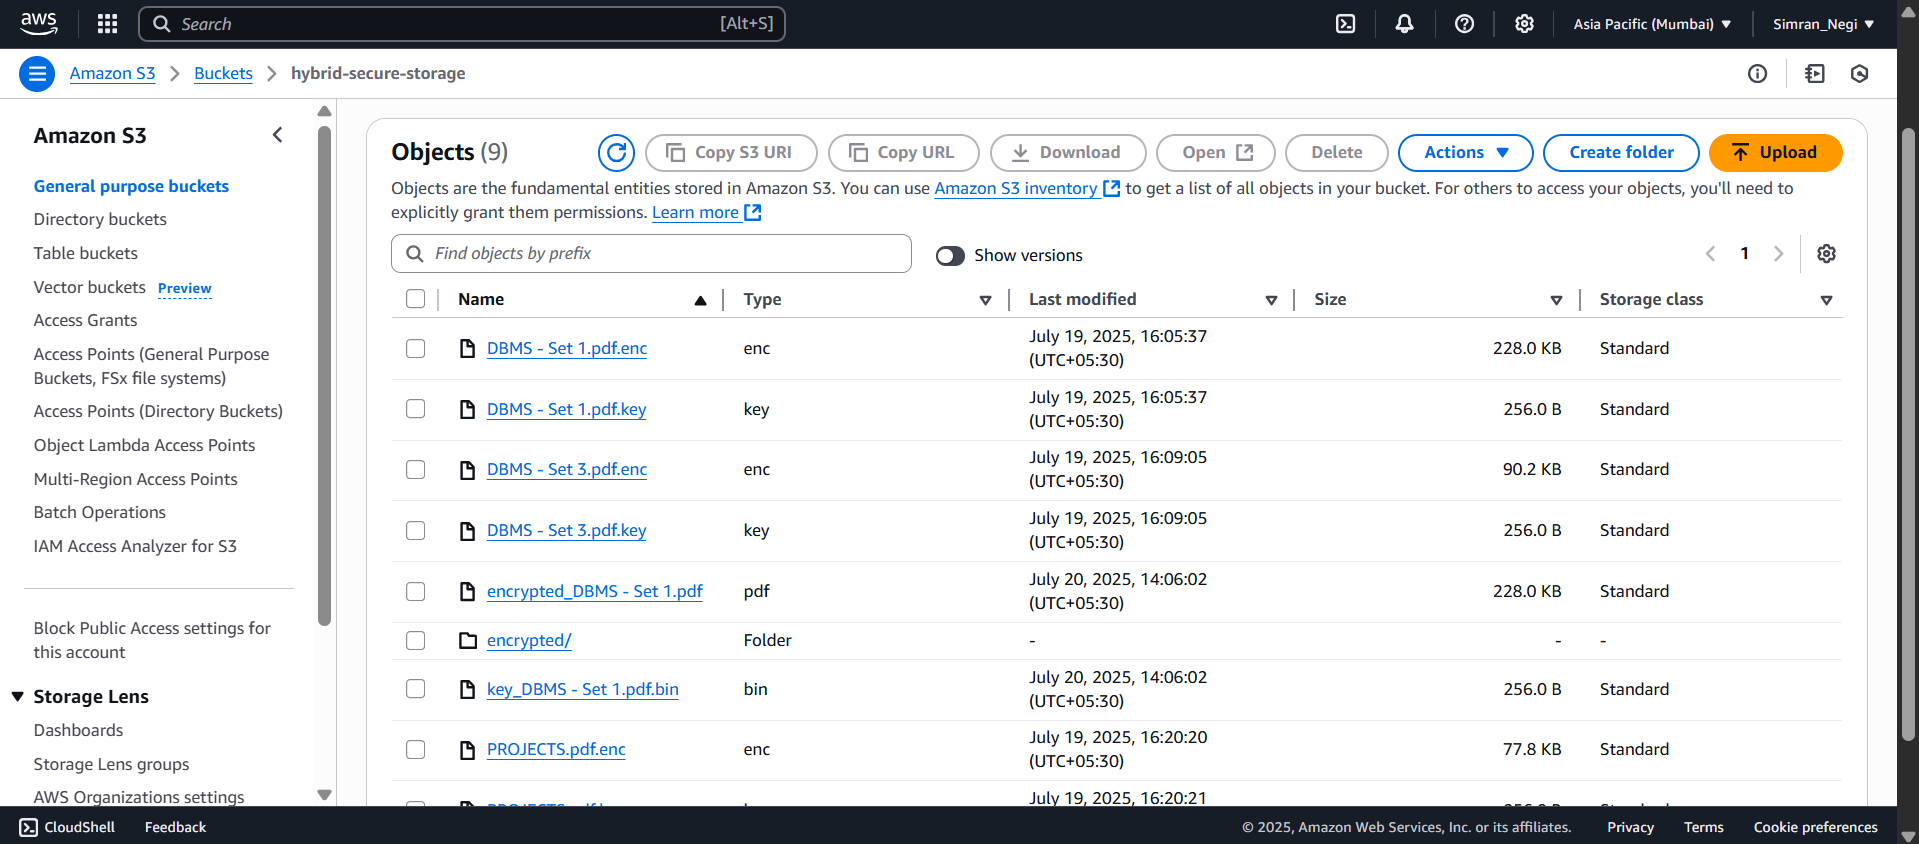 aws
Search [Alt+S]
Asia Pacific (Mumbai)
Simran_Negi
Amazon S3
Buckets
hybrid-secure-storage
Amazon S3
General purpose buckets
Directory buckets
Table buckets
Vector buckets Preview
Access Grants
Access Points (General Purpose
Buckets, FSx file systems)
Access Points (Directory Buckets)
Object Lambda Access Points
Multi-Region Access Points
Batch Operations
IAM Access Analyzer for S3
Block Public Access settings for
this account
Storage Lens
Dashboards
Storage Lens groups
AWS Organizations settings
Objects (9)
Copy S3 URI
Copy URL
Download
Open
Delete
Actions
Create folder
Upload
Objects are the fundamental entities stored in Amazon S3. You can use Amazon S3 inventory to get a list of all objects in your bucket. For others to access your objects, you'll need to
explicitly grant them permissions. Learn more
Find objects by prefix
Show versions
1
Name Type Last modified Size Storage class
DBMS - Set 1.pdf.enc enc July 19, 2025, 16:05:37 (UTC+05:30) 228.0 KB Standard
DBMS - Set 1.pdf.key key July 19, 2025, 16:05:37 (UTC+05:30) 256.0 B Standard
DBMS - Set 3.pdf.enc enc July 19, 2025, 16:09:05 (UTC+05:30) 90.2 KB Standard
DBMS - Set 3.pdf.key key July 19, 2025, 16:09:05 (UTC+05:30) 256.0 B Standard
encrypted_DBMS - Set 1.pdf pdf July 20, 2025, 14:06:02 (UTC+05:30) 228.0 KB Standard
encrypted/ Folder - - -
key_DBMS - Set 1.pdf.bin bin July 20, 2025, 14:06:02 (UTC+05:30) 256.0 B Standard
PROJECTS.pdf.enc enc July 19, 2025, 16:20:20 (UTC+05:30) 77.8 KB Standard
July 19, 2025, 16:20:21
CloudShell
Feedback
© 2025, Amazon Web Services, Inc. or its affiliates.
Privacy
Terms
Cookie preferences